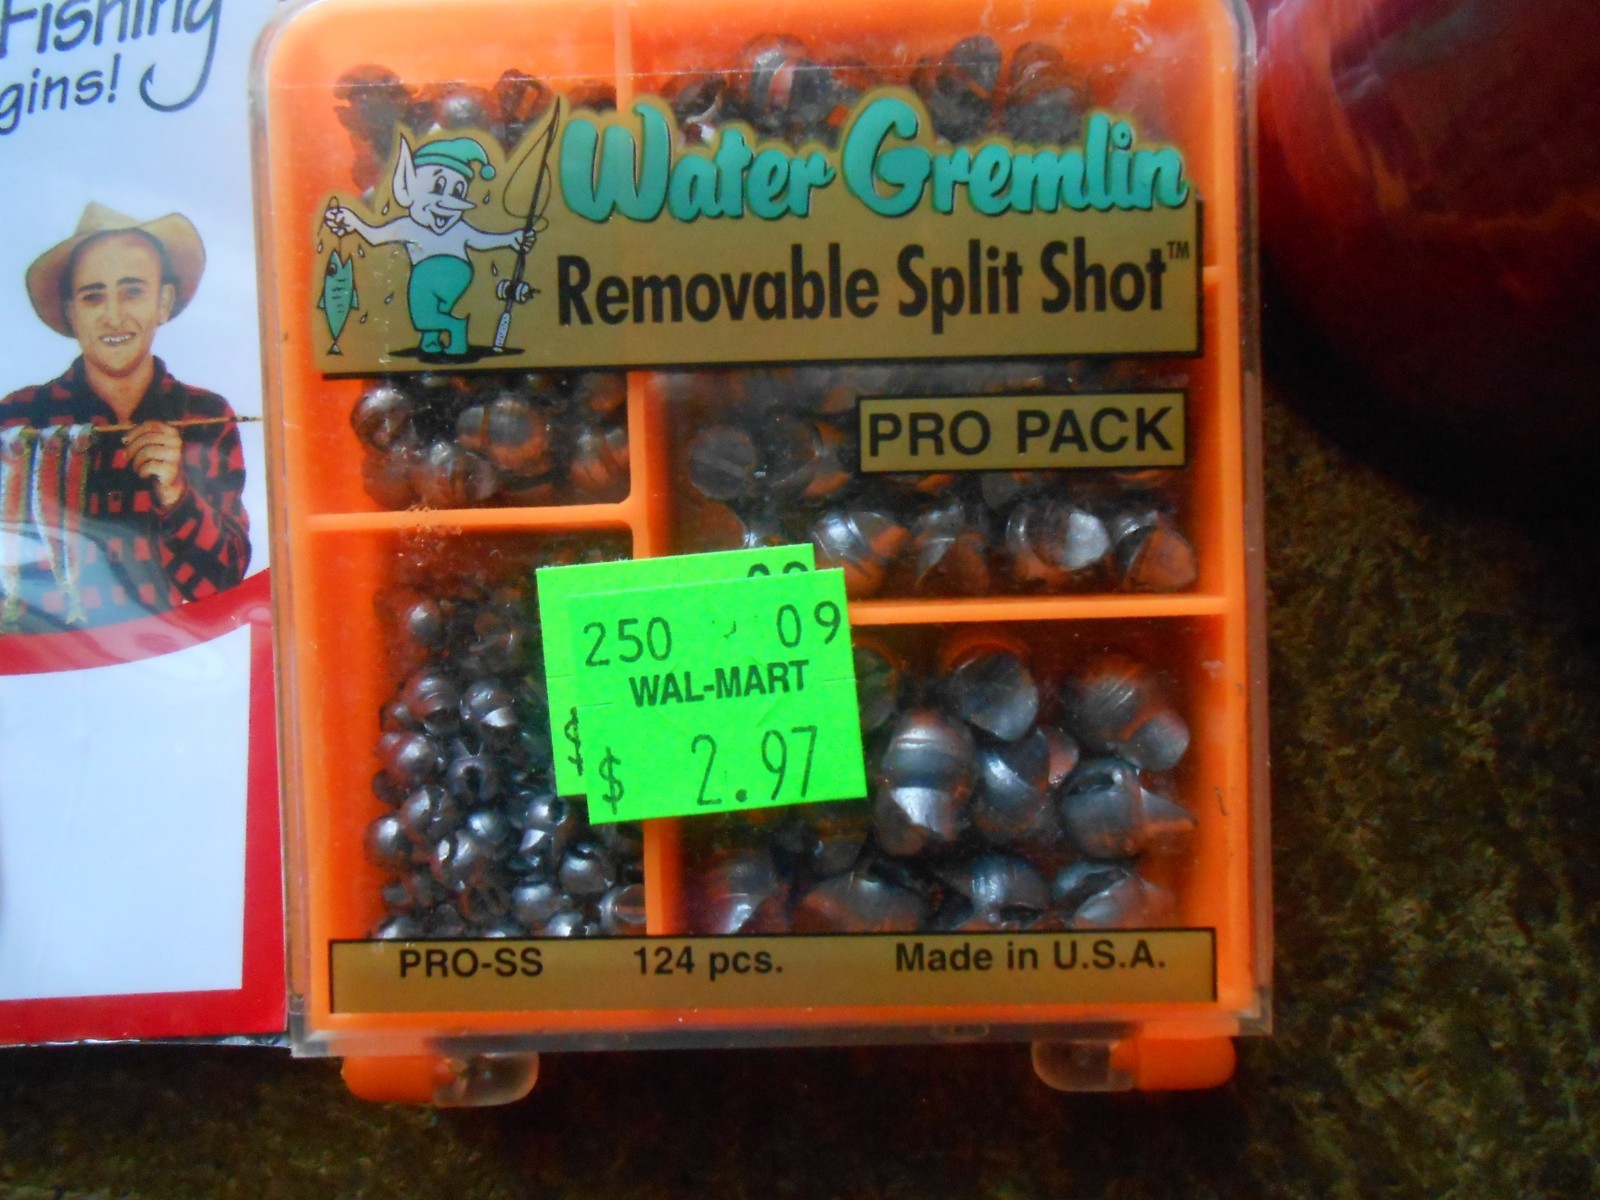 Fishing
gins!
Water Gremlin
Removable Split Shot™
PRO PACK
250 09
WAL-MART
$ 2.97
$
PRO-SS 124 pcs. Made in U.S.A.